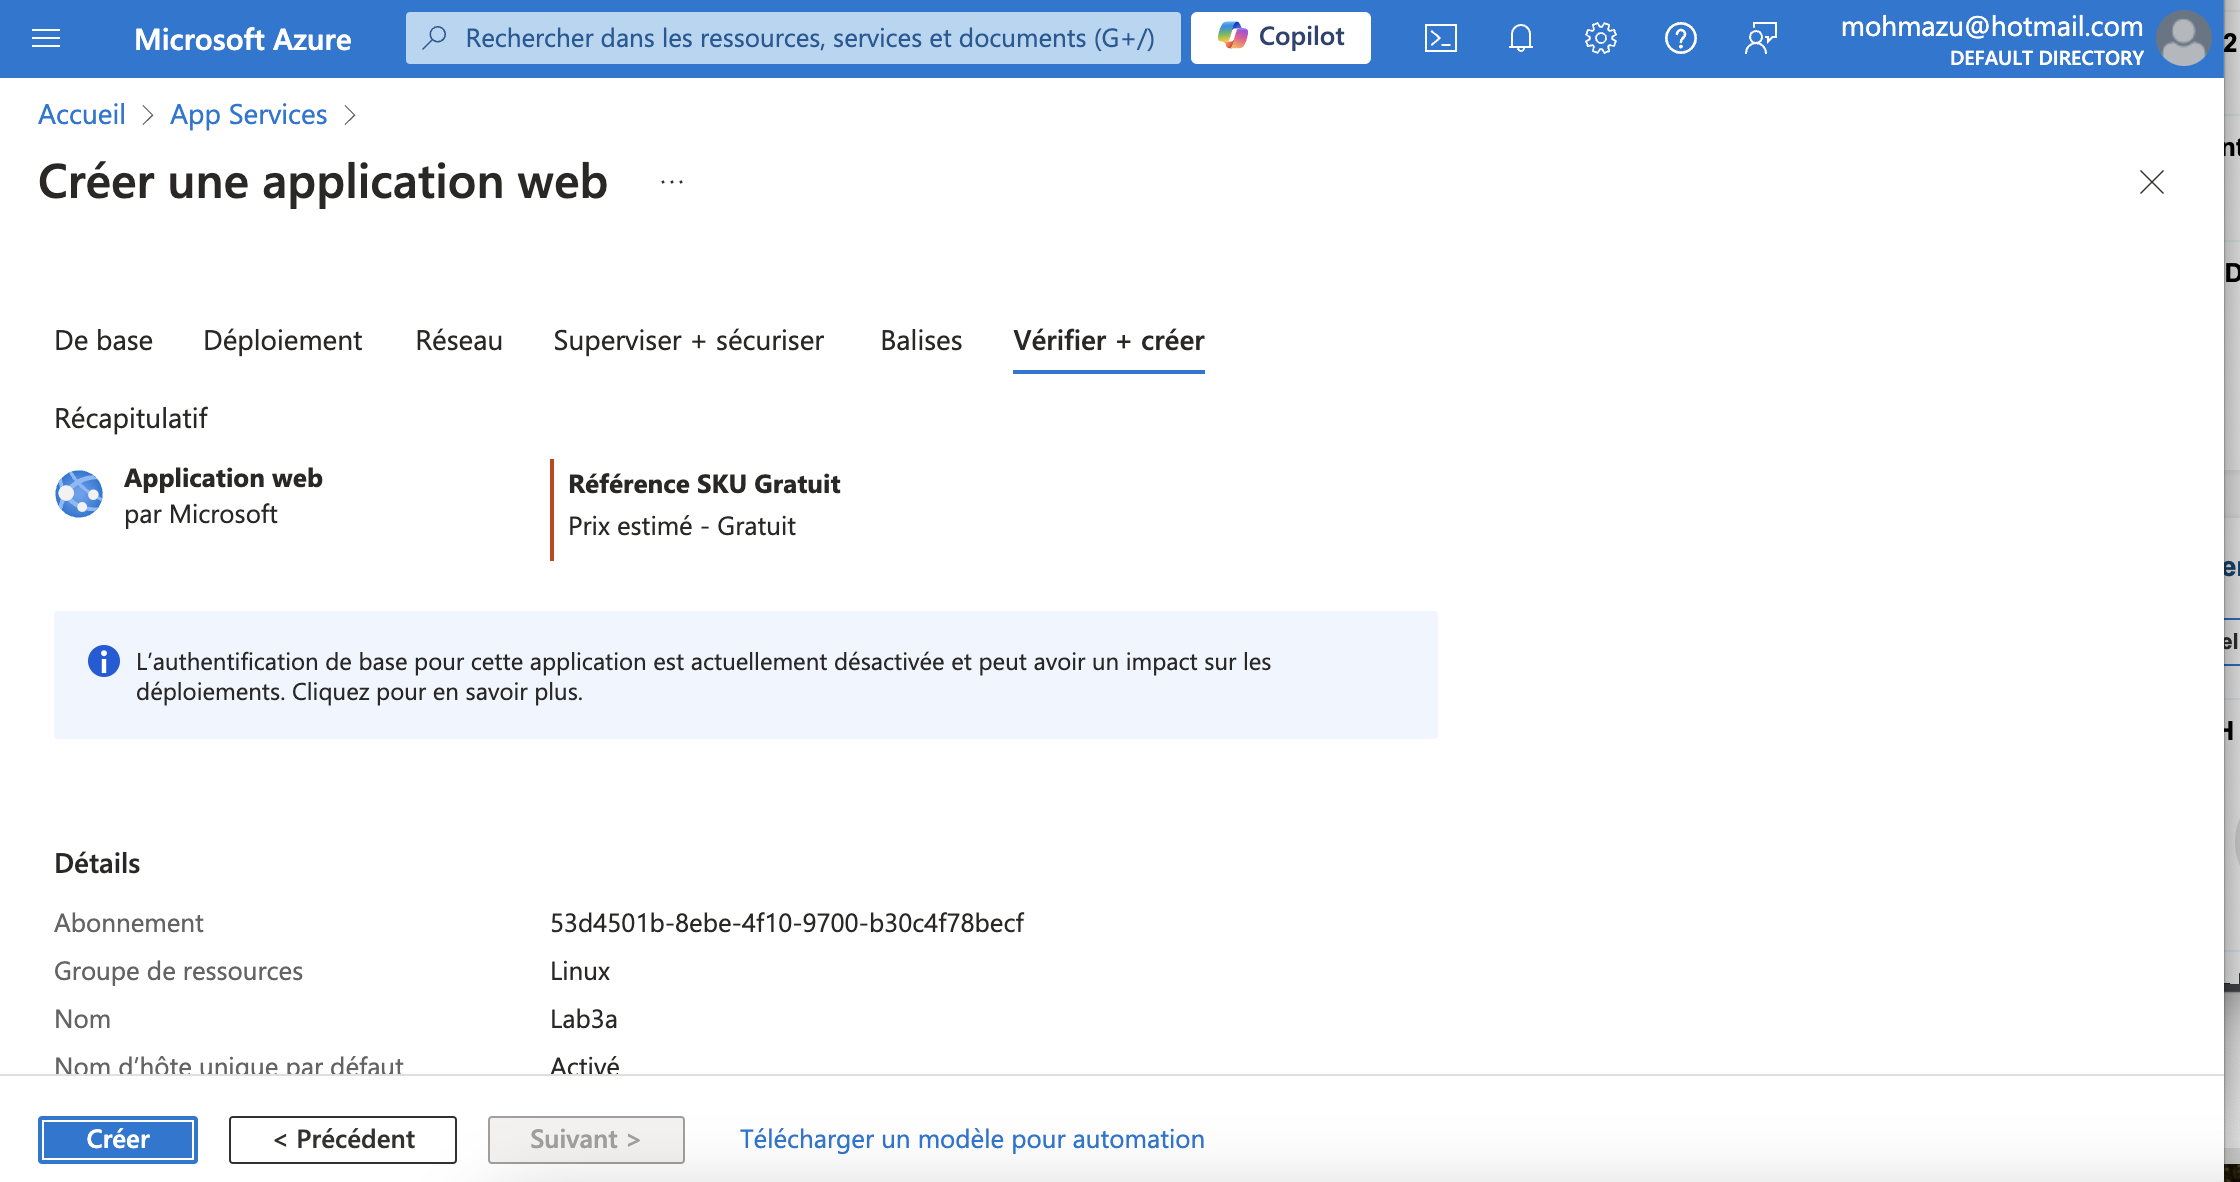 Microsoft Azure
Rechercher dans les ressources, services et documents (G+/)
Copilot
mohmazu@hotmail.com
DEFAULT DIRECTORY
Accueil > App Services >
Créer une application web ...
De base Déploiement Réseau Superviser + sécuriser Balises Vérifier + créer
Récapitulatif
Application web
par Microsoft
Référence SKU Gratuit
Prix estimé - Gratuit
L’authentification de base pour cette application est actuellement désactivée et peut avoir un impact sur les
déploiements. Cliquez pour en savoir plus.
Détails
Abonnement 53d4501b-8ebe-4f10-9700-b30c4f78becf
Groupe de ressources Linux
Nom Lab3a
Nom d’hôte unique par défaut Activé
Créer < Précédent Suivant > Télécharger un modèle pour automation